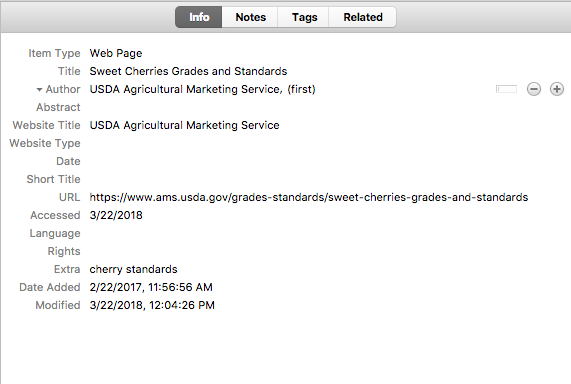 Info Notes Tags Related
Item Type Web Page
Title Sweet Cherries Grades and Standards
Author USDA Agricultural Marketing Service, (first)
Abstract
Website Title USDA Agricultural Marketing Service
Website Type
Date
Short Title
URL https://www.ams.usda.gov/grades-standards/sweet-cherries-grades-and-standards
Accessed 3/22/2018
Language
Rights
Extra cherry standards
Date Added 2/22/2017, 11:56:56 AM
Modified 3/22/2018, 12:04:26 PM